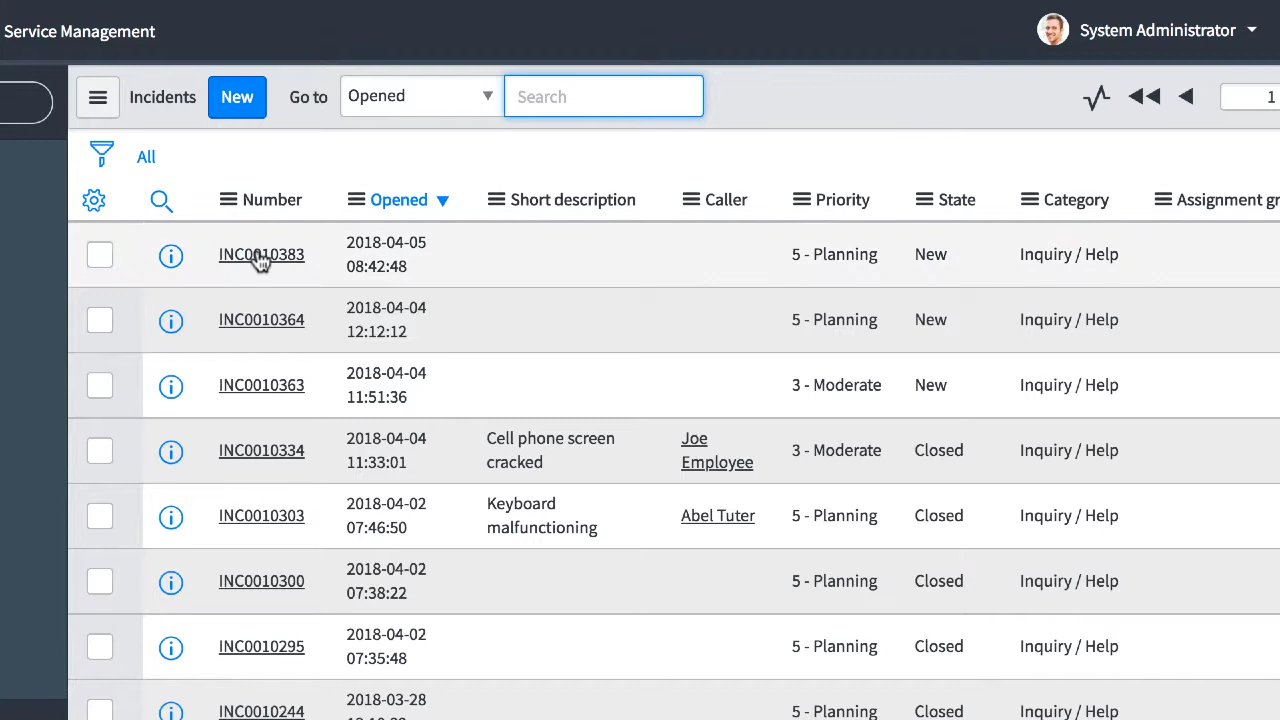 Service Management
System Administrator
Incidents New Go to Opened Search 1
All
Number Opened Short description Caller Priority State Category Assignment gr
INC0010383 2018-04-05 08:42:48 5 - Planning New Inquiry / Help
INC0010364 2018-04-04 12:12:12 5 - Planning New Inquiry / Help
INC0010363 2018-04-04 11:51:36 3 - Moderate New Inquiry / Help
INC0010334 2018-04-04 11:33:01 Cell phone screen cracked Joe Employee 3 - Moderate Closed Inquiry / Help
INC0010303 2018-04-02 07:46:50 Keyboard malfunctioning Abel Tuter 5 - Planning Closed Inquiry / Help
INC0010300 2018-04-02 07:38:22 5 - Planning Closed Inquiry / Help
INC0010295 2018-04-02 07:35:48 5 - Planning Closed Inquiry / Help
INC0010244 2018-03-28 5 - Planning Closed Inquiry / Help